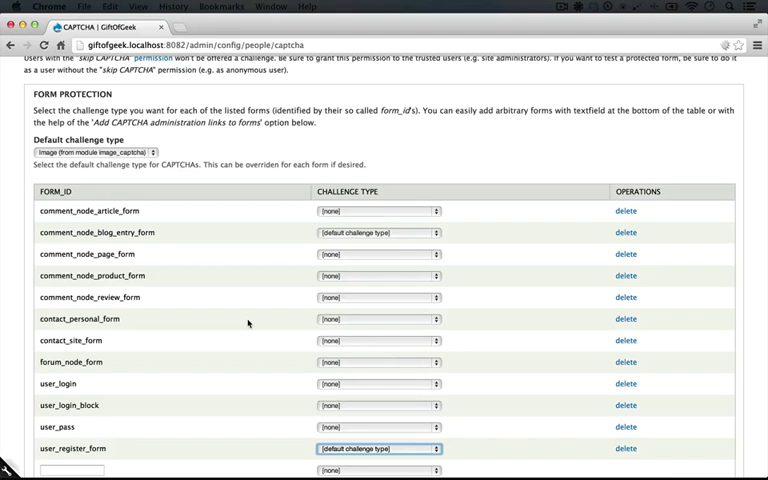 Chrome File Edit View History Bookmarks Window Help
CAPTCHA | GiftOfGeek
giftofgeek.localhost:8082/admin/config/people/captcha
Users with the "skip CAPTCHA" permission won't be offered a challenge. Be sure to grant this permission to the trusted users (e.g. site administrators). If you want to test a protected form, be sure to do it
as a user without the "skip CAPTCHA" permission (e.g. as anonymous user).
FORM PROTECTION
Select the challenge type you want for each of the listed forms (identified by their so called form_id's). You can easily add arbitrary forms with textfield at the bottom of the table or with
the help of the 'Add CAPTCHA administration links to forms' option below.
Default challenge type
Image (from module image_captcha)
Select the default challenge type for CAPTCHAs. This can be overriden for each form if desired.
FORM_ID CHALLENGE TYPE OPERATIONS
comment_node_article_form [none] delete
comment_node_blog_entry_form [default challenge type] delete
comment_node_page_form [none] delete
comment_node_product_form [none] delete
comment_node_review_form [none] delete
contact_personal_form [none] delete
contact_site_form [none] delete
forum_node_form [none] delete
user_login [none] delete
user_login_block [none] delete
user_pass [none] delete
user_register_form [default challenge type] delete
[none]